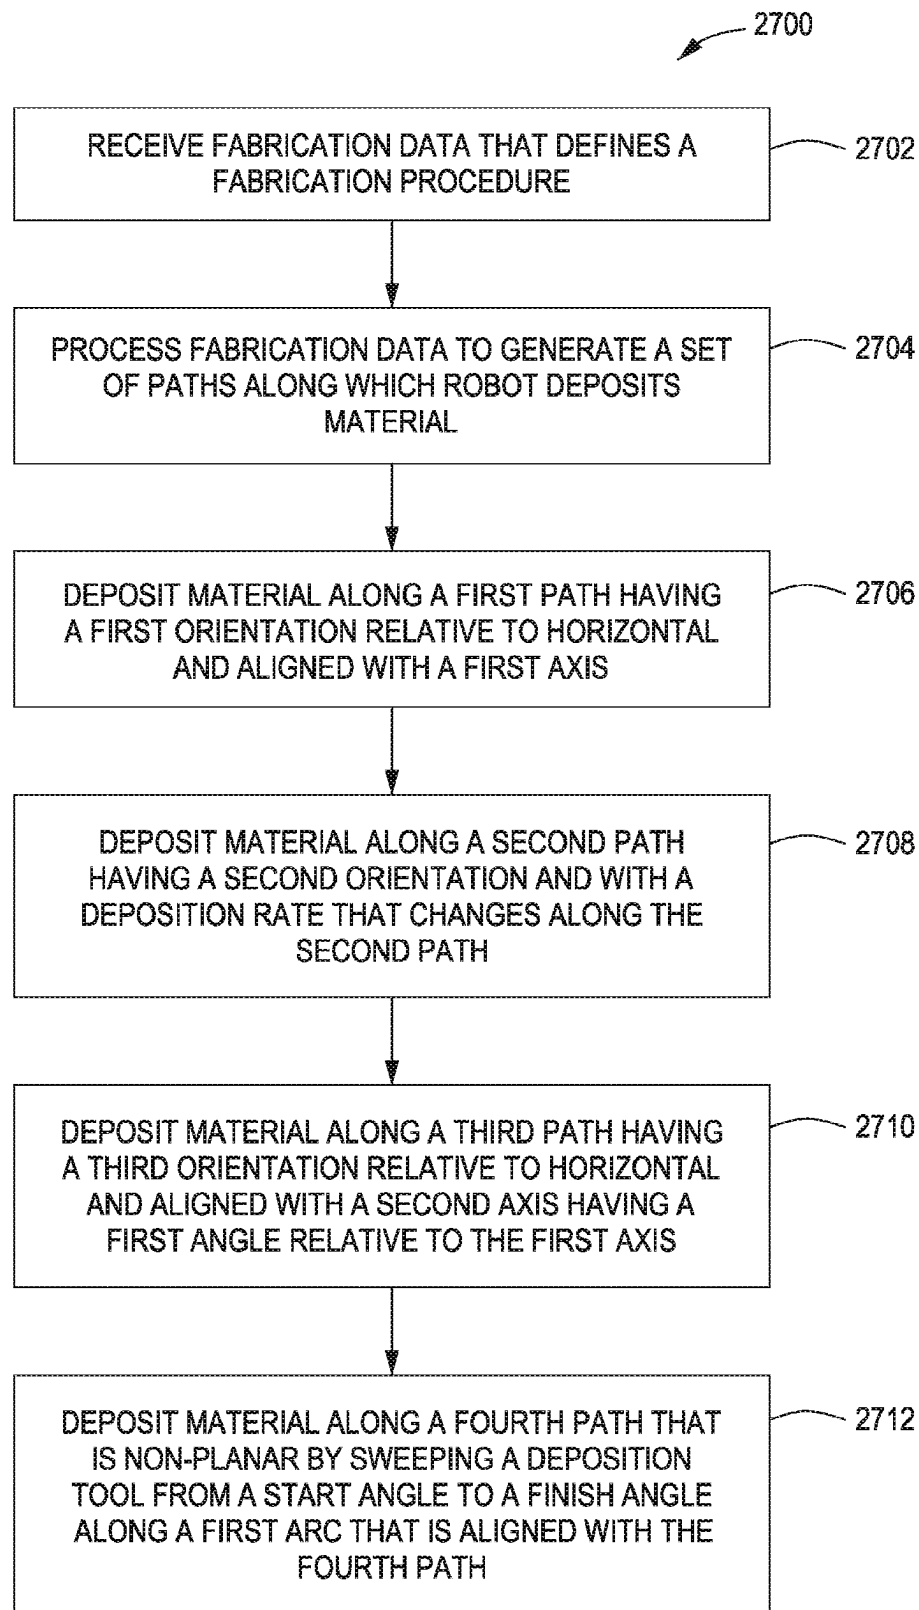 2700
RECEIVE FABRICATION DATA THAT DEFINES A
FABRICATION PROCEDURE
2702
PROCESS FABRICATION DATA TO GENERATE A SET
OF PATHS ALONG WHICH ROBOT DEPOSITS
MATERIAL
2704
DEPOSIT MATERIAL ALONG A FIRST PATH HAVING
A FIRST ORIENTATION RELATIVE TO HORIZONTAL
AND ALIGNED WITH A FIRST AXIS
2706
DEPOSIT MATERIAL ALONG A SECOND PATH
HAVING A SECOND ORIENTATION AND WITH A
DEPOSITION RATE THAT CHANGES ALONG THE
SECOND PATH
2708
DEPOSIT MATERIAL ALONG A THIRD PATH HAVING
A THIRD ORIENTATION RELATIVE TO HORIZONTAL
AND ALIGNED WITH A SECOND AXIS HAVING A
FIRST ANGLE RELATIVE TO THE FIRST AXIS
2710
DEPOSIT MATERIAL ALONG A FOURTH PATH THAT
IS NON-PLANAR BY SWEEPING A DEPOSITION
TOOL FROM A START ANGLE TO A FINISH ANGLE
ALONG A FIRST ARC THAT IS ALIGNED WITH THE
FOURTH PATH
2712